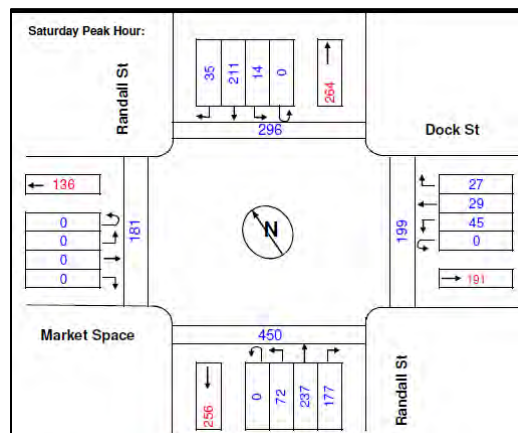 Saturday Peak Hour:
Randall St
35 211 14 0
264
296
Dock St
136
0
0
0
0
181
N
199
27
29
45
0
191
Market Space
450
256
0 72 237 177
Randall St